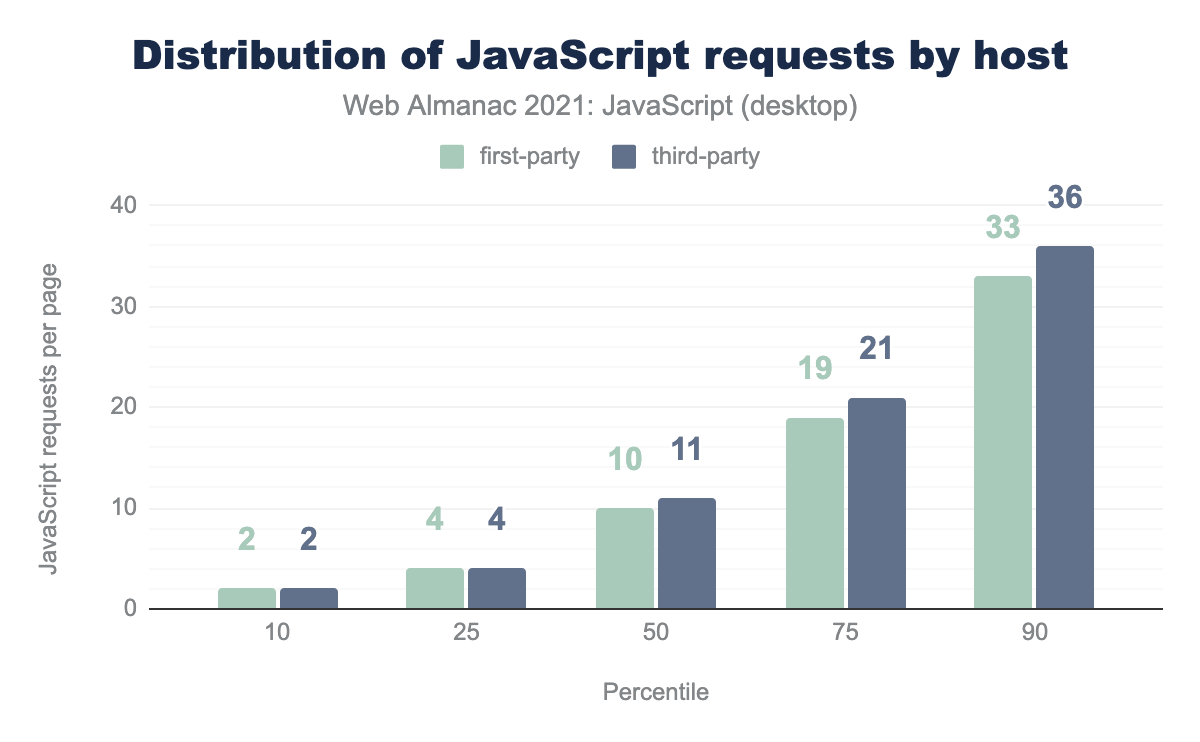 Distribution of JavaScript requests by host
Web Almanac 2021: JavaScript (desktop)
first-party third-party
JavaScript requests per page
40
30
20
10
0
2 2
4 4
10 11
19 21
33 36
10 25 50 75 90
Percentile